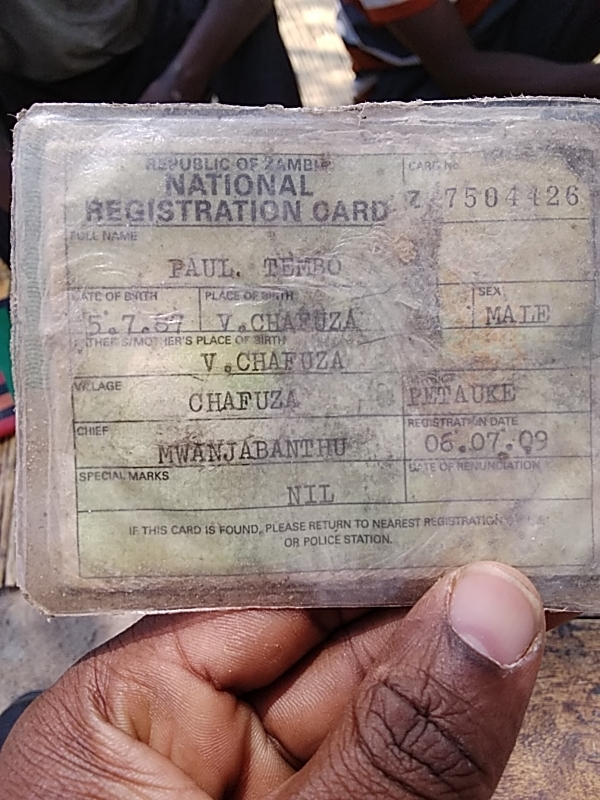 REPUBLIC OF ZAMBIA
NATIONAL
REGISTRATION CARD
CARD No.
Z 7504426
FULL NAME
PAUL. TEMBO
DATE OF BIRTH
PLACE OF BIRTH
SEX
5.7.87 V.CHAFUZA
MALE
FATHER'S/MOTHER'S PLACE OF BIRTH
V.CHAFUZA
VILLAGE
CHAFUZA
PETAUKE
CHIEF
REGISTRATION DATE
MWANJABANTHU
06.07.09
SPECIAL MARKS
DATE OF RENUNCIATION
NIL
IF THIS CARD IS FOUND, PLEASE RETURN TO NEAREST REGISTRATION
OR POLICE STATION.